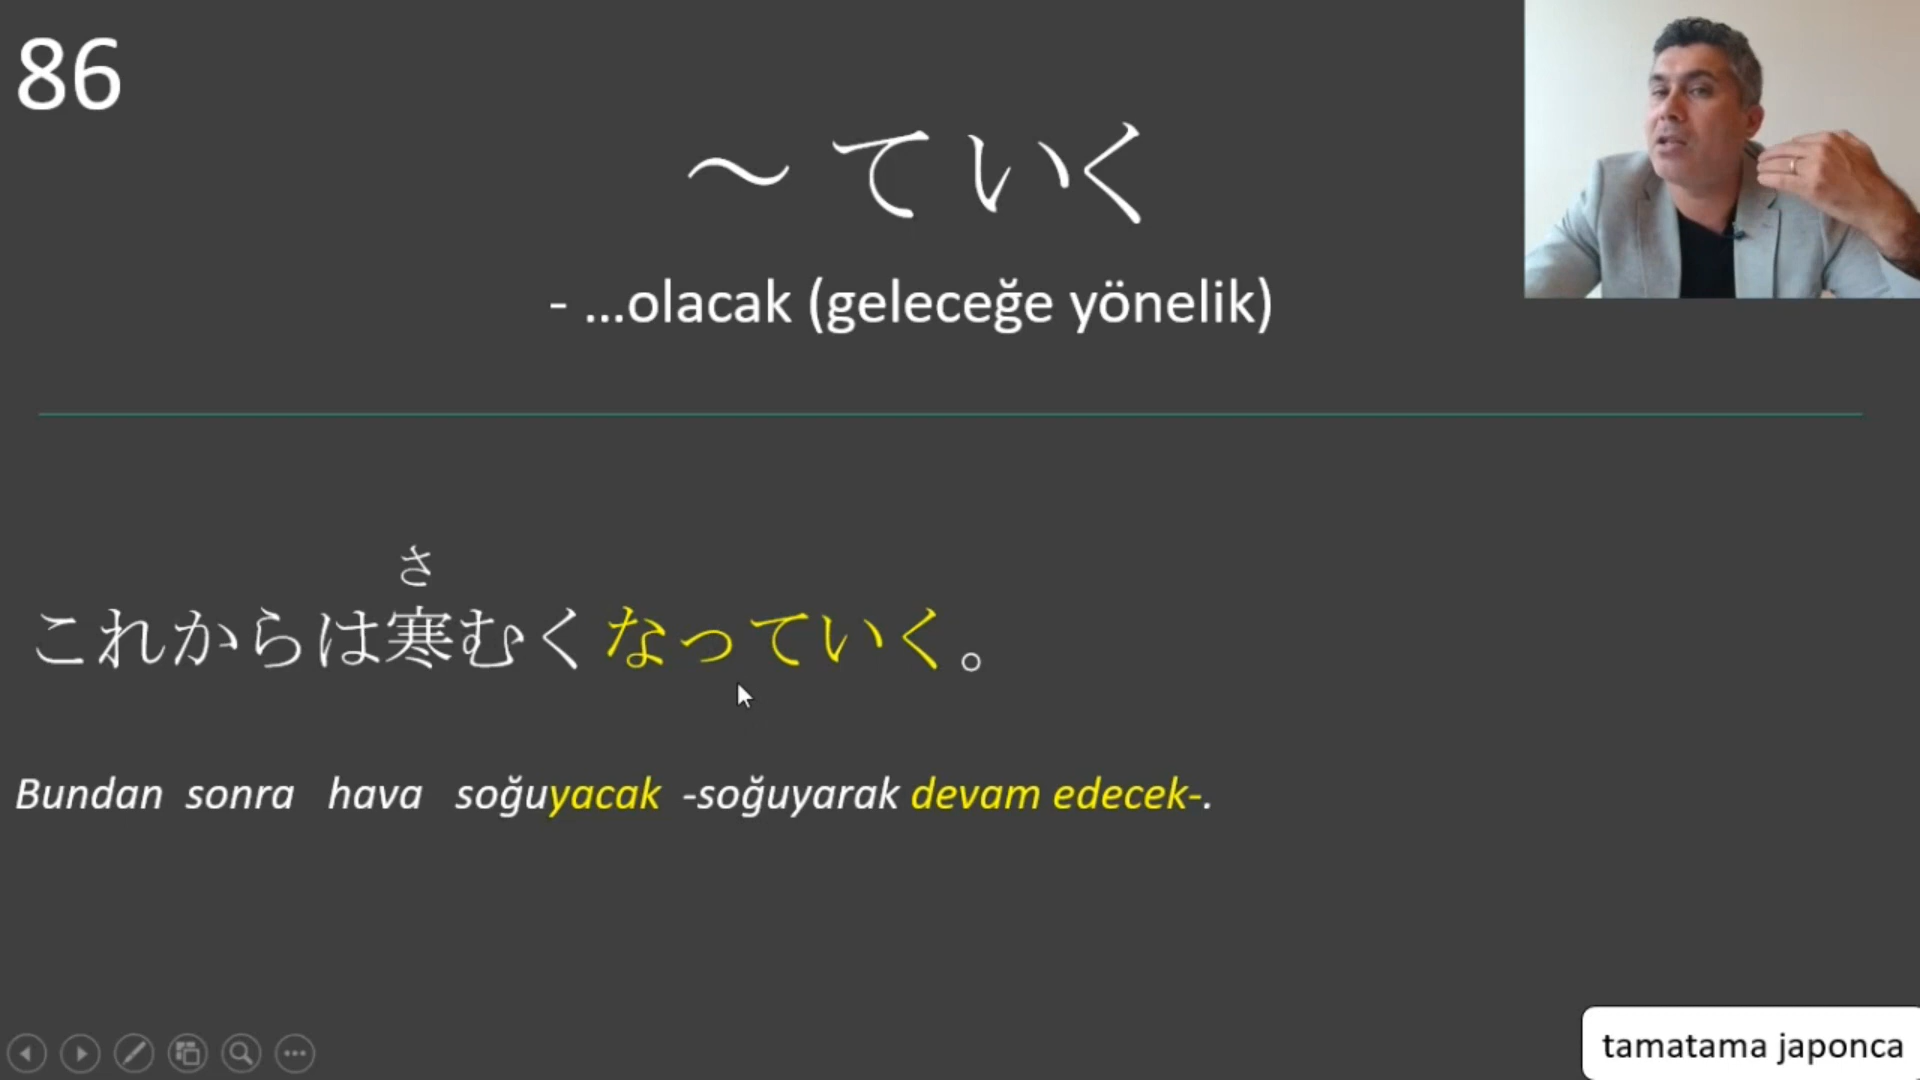 86
～ ていく
- ...olacak (geleceğe yönelik)
さ
これからは寒むくなっていく。
Bundan sonra hava soğuyacak -soğuyarak devam edecek-.
tamatama japonca